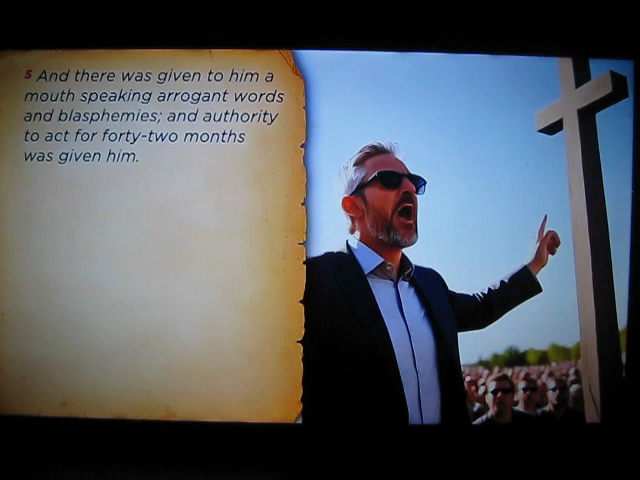 5 And there was given to him a
mouth speaking arrogant words
and blasphemies; and authority
to act for forty-two months
was given him.